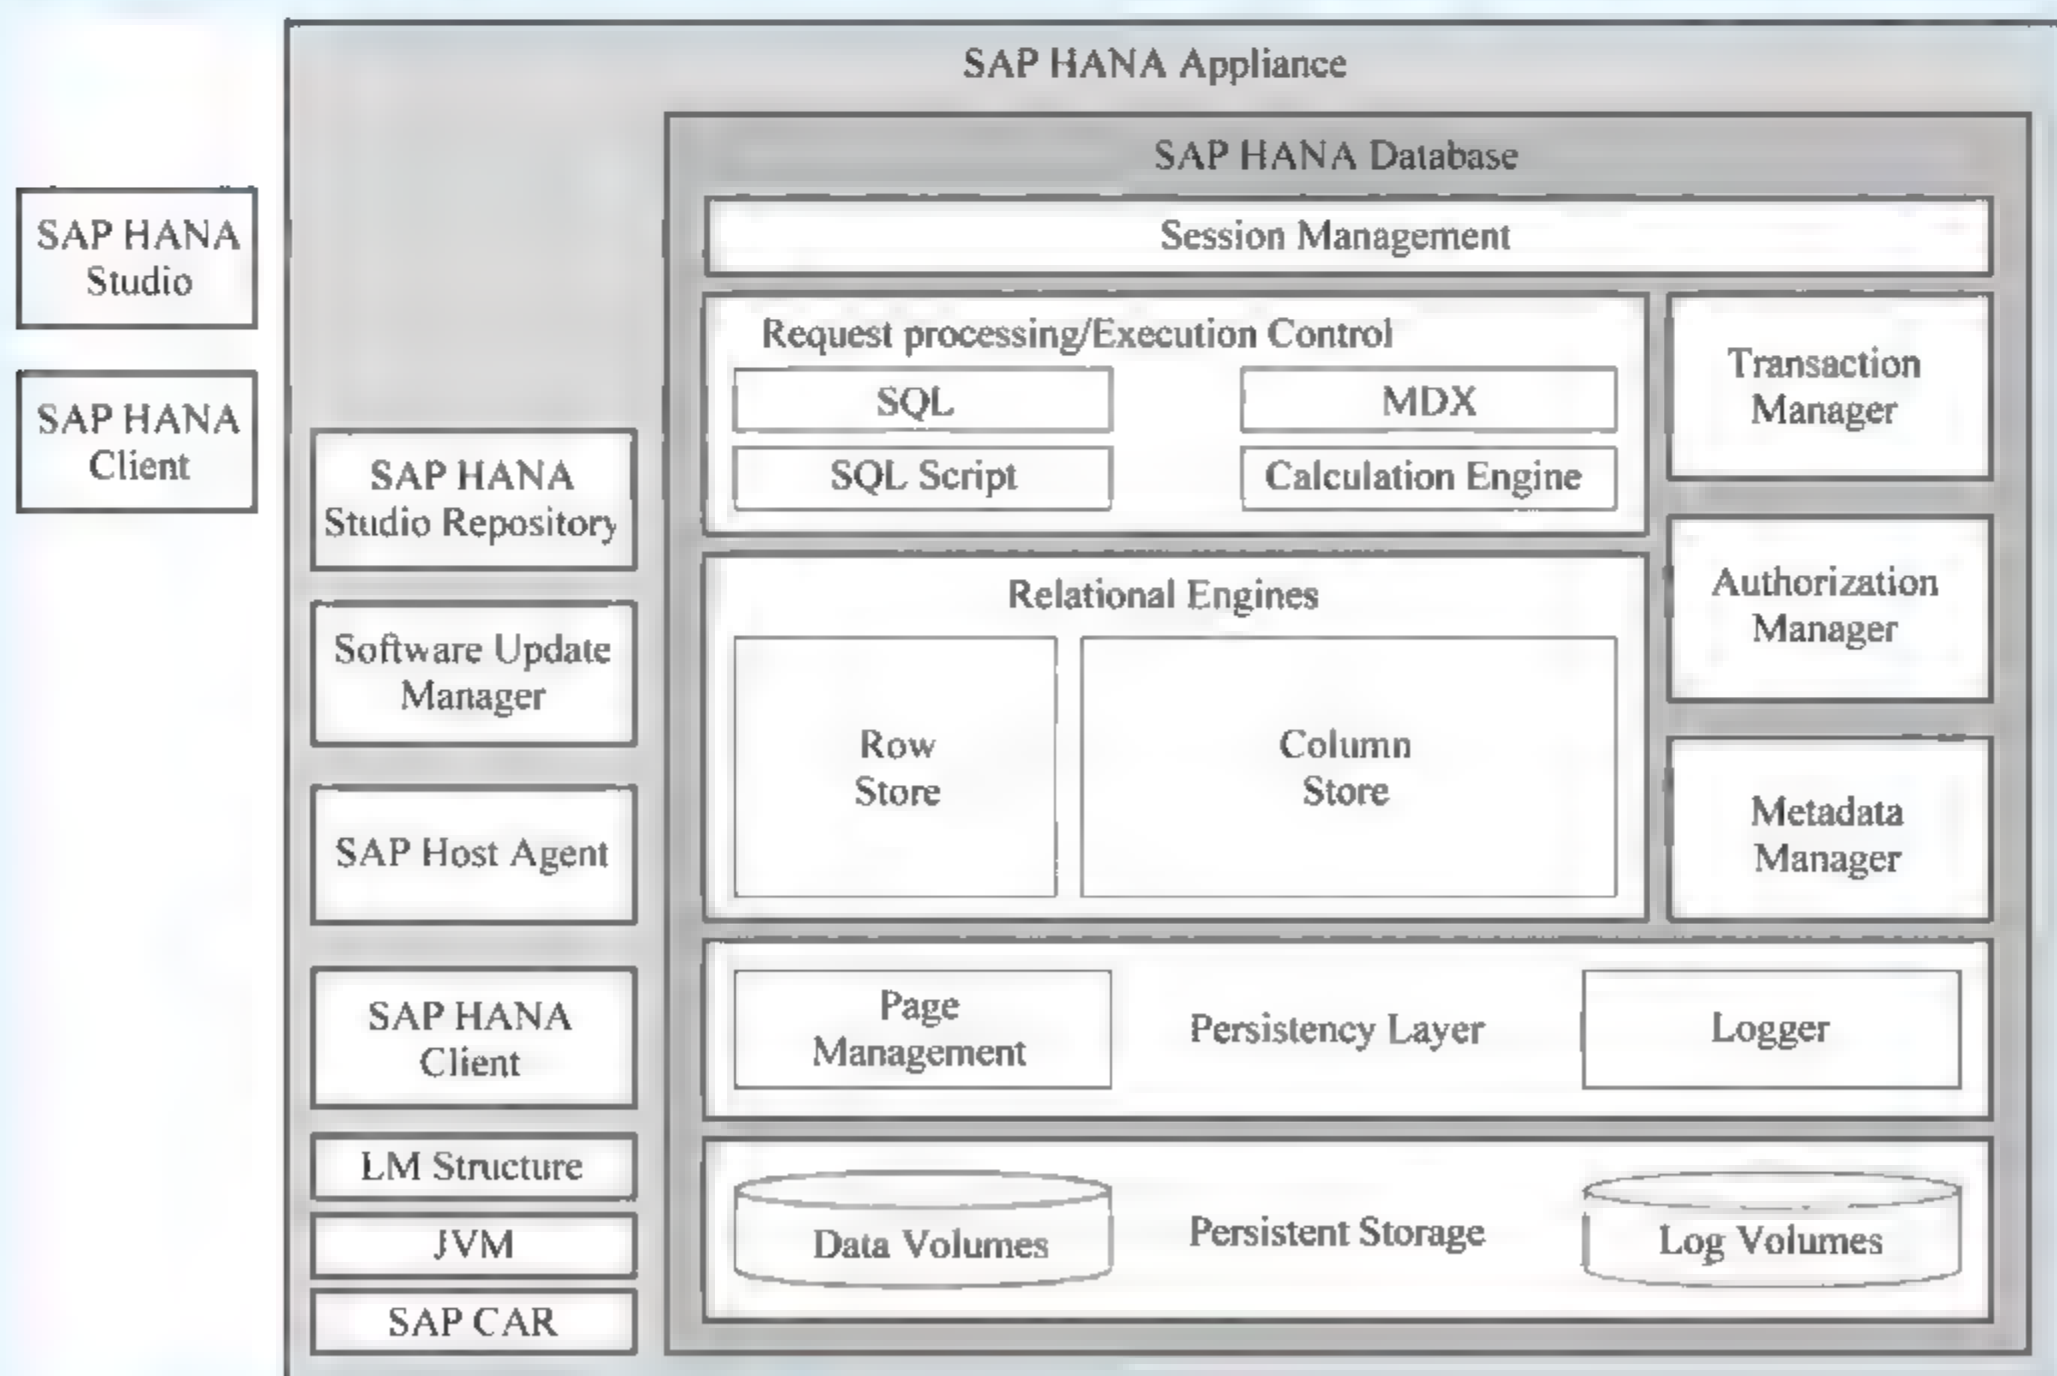 SAP HANA Appliance
SAP HANA Database
SAP HANA
Studio
SAP HANA
Client
SAP HANA
Studio Repository
Software Update
Manager
SAP Host Agent
SAP HANA
Client
LM Structure
JVM
SAP CAR
Session Management
Request processing/Execution Control
SQL
MDX
SQL Script
Calculation Engine
Relational Engines
Row
Store
Column
Store
Transaction
Manager
Authorization
Manager
Metadata
Manager
Page
Management
Persistency Layer
Logger
Data Volumes
Persistent Storage
Log Volumes